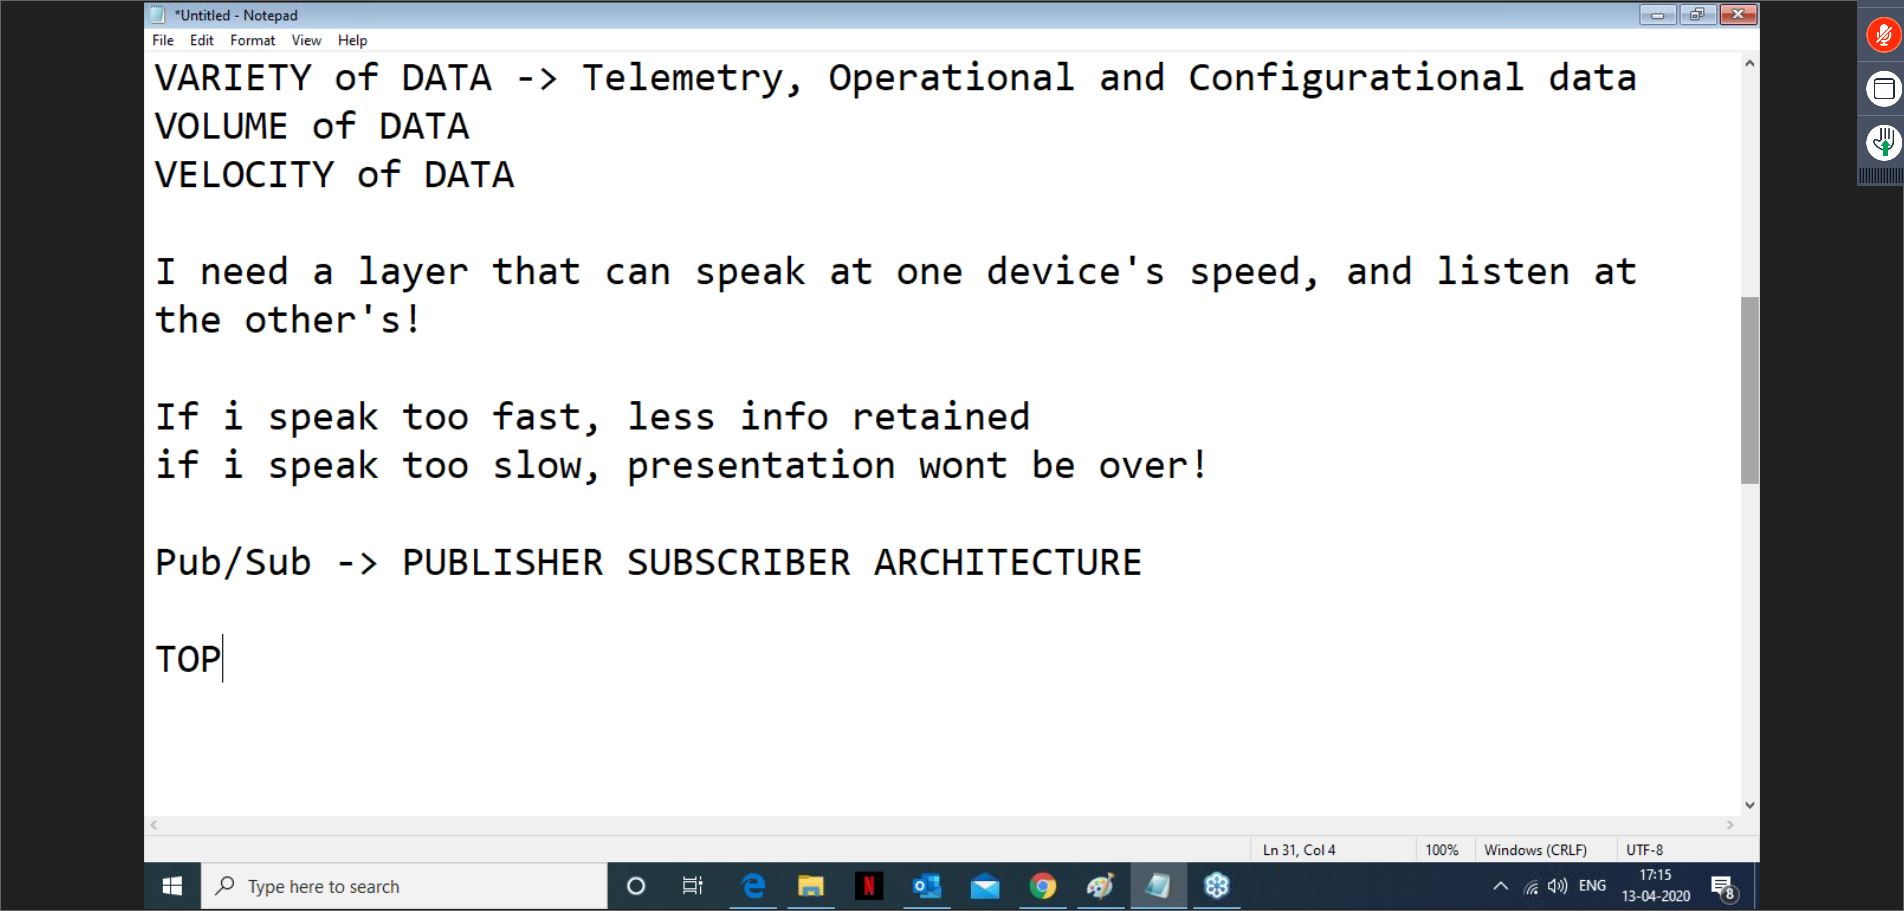 *Untitled - Notepad
File Edit Format View Help
VARIETY of DATA -> Telemetry, Operational and Configurational data
VOLUME of DATA
VELOCITY of DATA
I need a layer that can speak at one device's speed, and listen at
the other's!
If i speak too fast, less info retained
if i speak too slow, presentation wont be over!
Pub/Sub -> PUBLISHER SUBSCRIBER ARCHITECTURE
TOP
Ln 31, Col 4 100% Windows (CRLF) UTF-8
Type here to search
ENG
17:15
13-04-2020
8